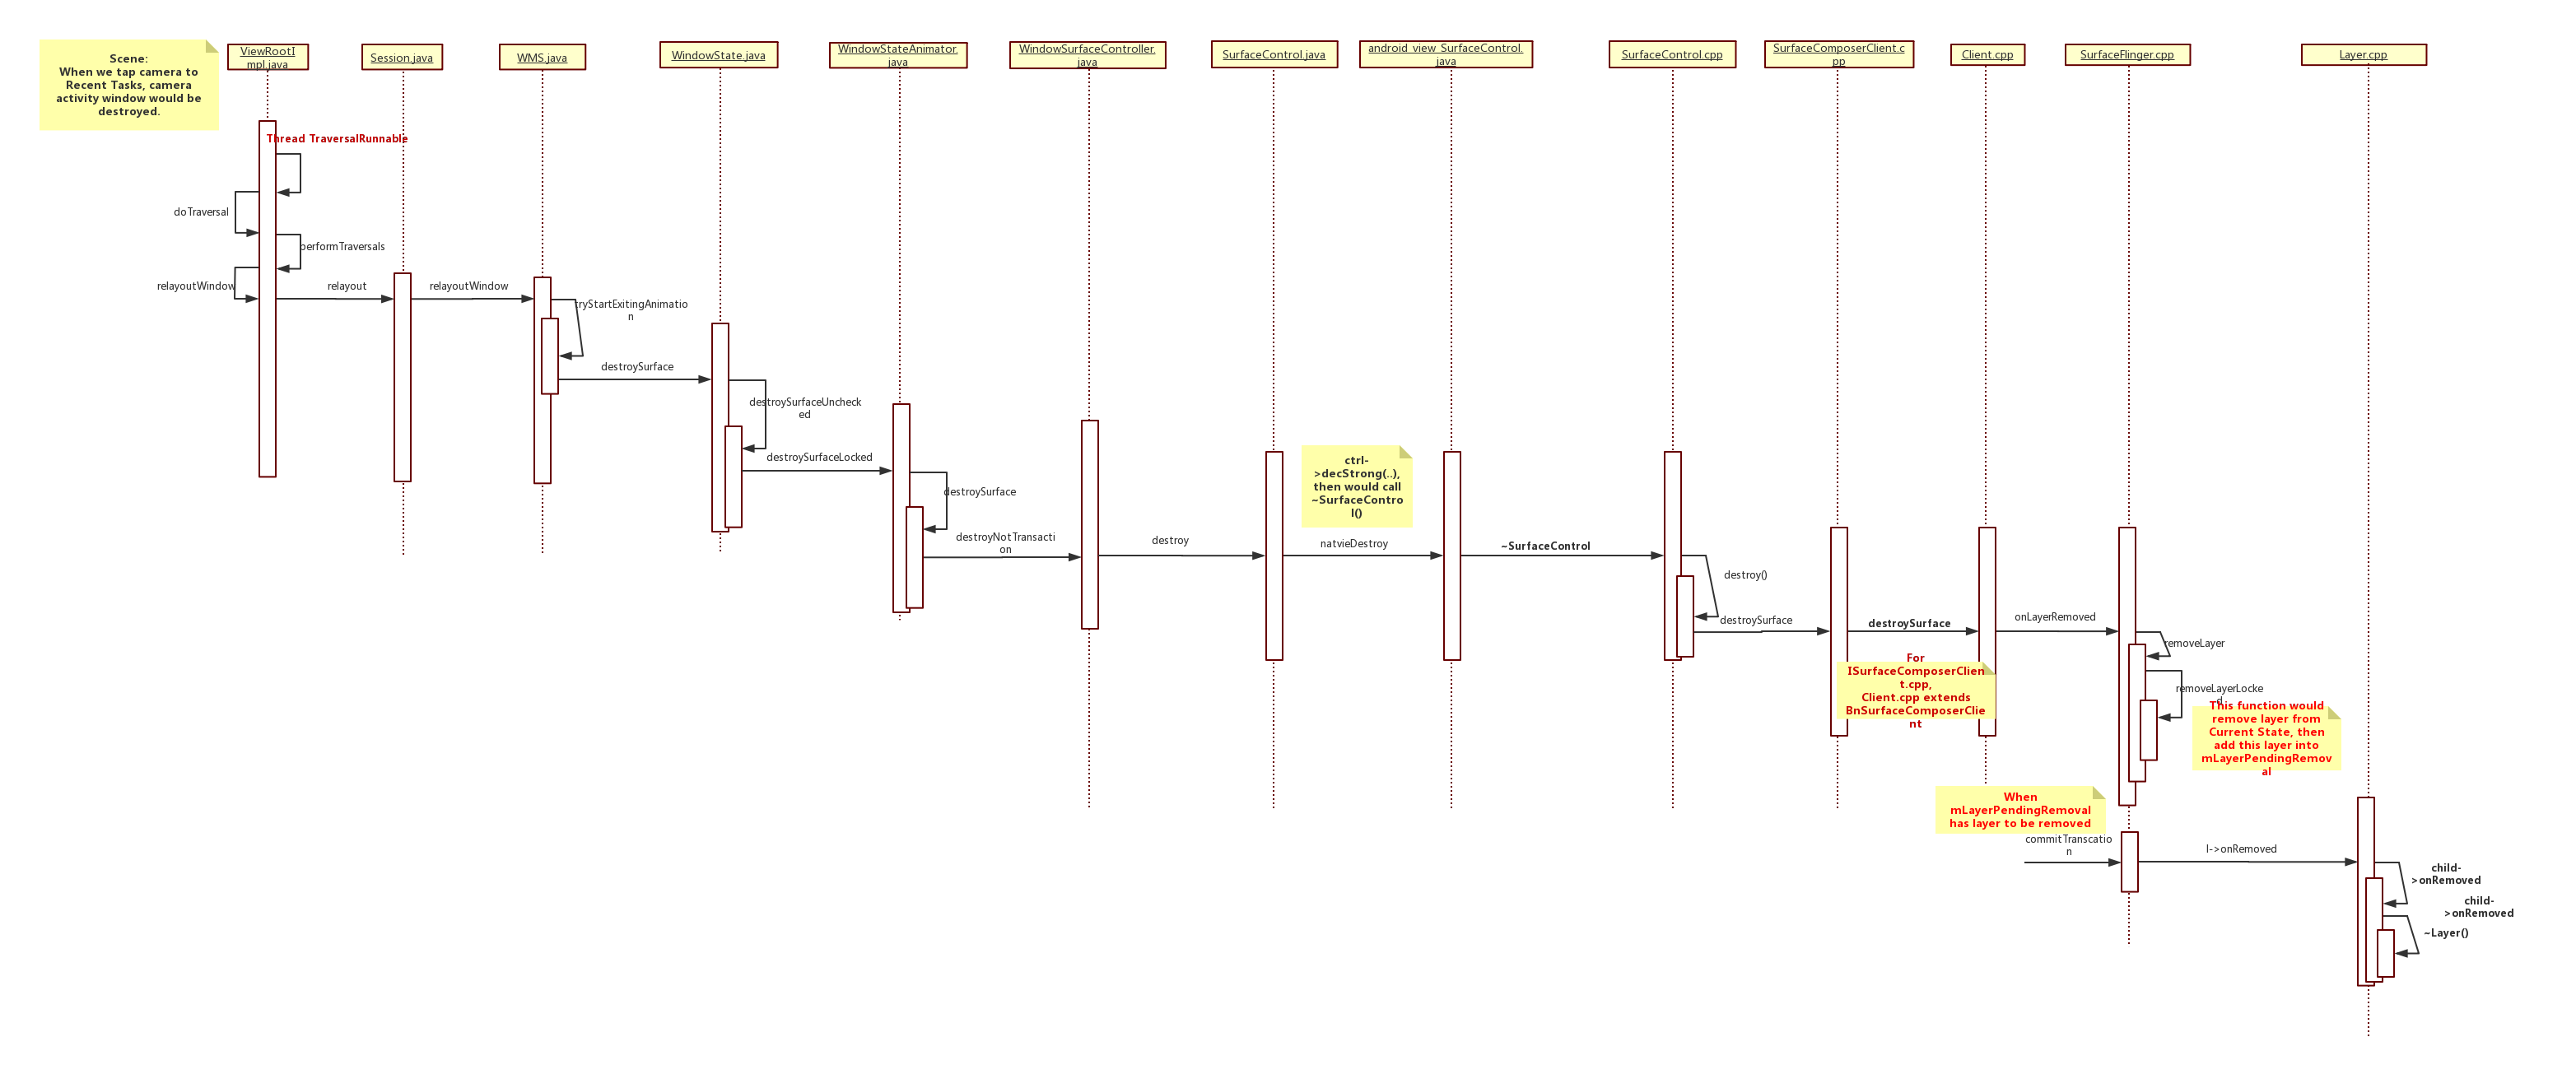 Scene:
When we tap camera to
Recent Tasks, camera
activity window would be
destroyed.
ViewRootI
mpl.java
Session.java
WMS.java
WindowState.java
WindowStateAnimator.
java
WindowSurfaceController.
java
SurfaceControl.java
android_view_SurfaceControl.
java
SurfaceControl.cpp
SurfaceComposerClient.c
pp
Client.cpp
SurfaceFlinger.cpp
Layer.cpp
Thread TraversalRunnable
doTraversal
performTraversals
relayoutWindow
relayout
relayoutWindow
tryStartExitingAnimatio
n
destroySurface
destroySurfaceUncheck
ed
destroySurfaceLocked
destroySurface
destroyNotTransacti
on
destroy
ctrl-
>decStrong(..),
then would call
~SurfaceContro
l()
natvieDestroy
~SurfaceControl
destroy()
destroySurface
destroySurface
For
ISurfaceComposerClien
t.cpp,
Client.cpp extends
BnSurfaceComposerClie
nt
onLayerRemoved
removeLayer
removeLayerLocke
d
This function would
remove layer from
Current State, then
add this layer into
mLayerPendingRemov
al
When
mLayerPendingRemoval
has layer to be removed
commitTranscatio
n
l->onRemoved
child-
>onRemoved
child-
>onRemoved
~Layer()